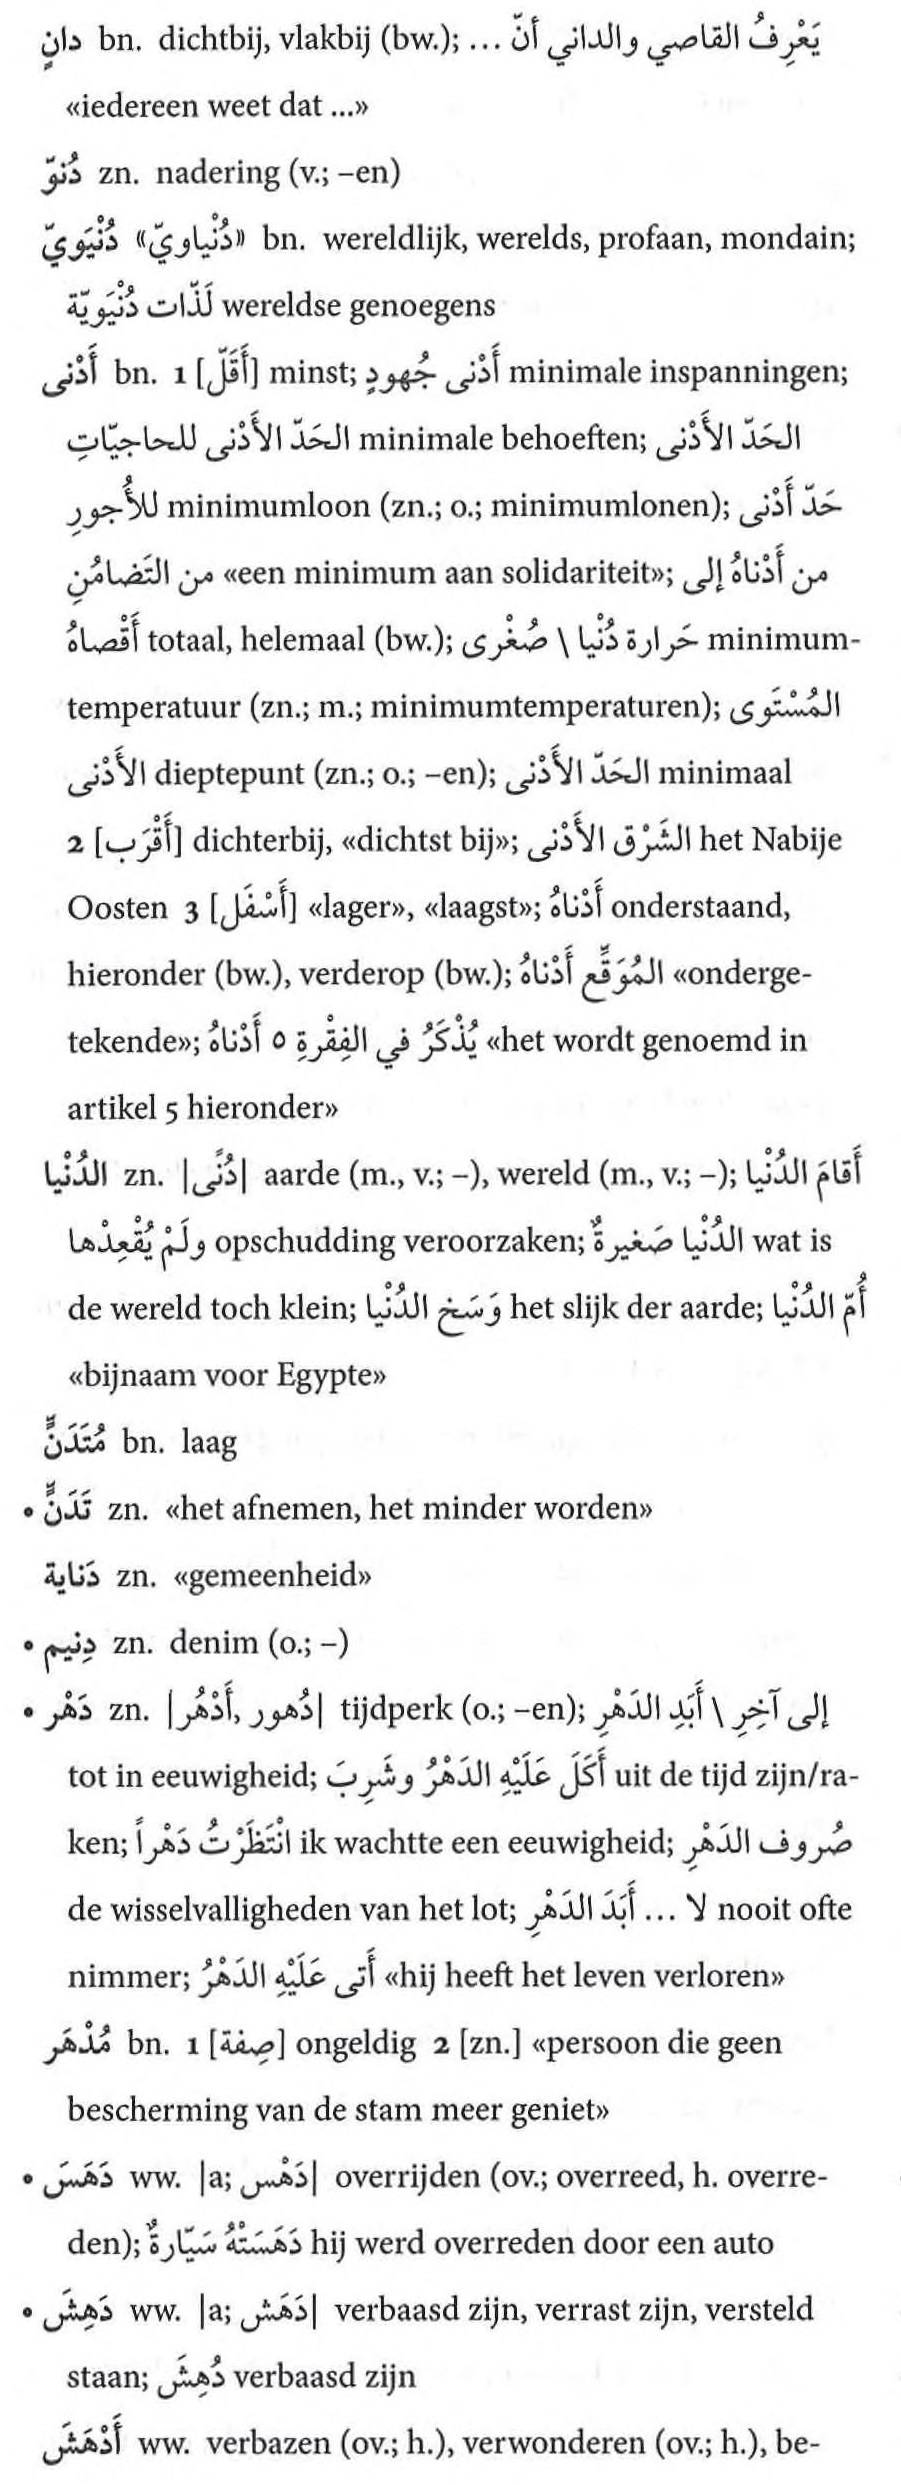 دانٍ bn. dichtbij, vlakbij (bw.); يَعْرِفُ القاصي والداني أنّ ...
«iedereen weet dat ...»
دُنوّ zn. nadering (v.; –en)
دُنْيَويّ «دُنْياويّ» bn. wereldlijk, werelds, profaan, mondain;
لَذّات دُنْيَويّة wereldse genoegens
أَدْنى bn. 1 [أَقَلّ] minst; أَدْنى جُهودٍ minimale inspanningen;
الحَدّ الأَدْنى للحاجيّاتِ minimale behoeften; الحَدّ الأَدْنى
للأُجورِ minimumloon (zn.; o.; minimumlonen); حَدّ أَدْنى
من التَضامُنِ «een minimum aan solidariteit»; من أَدْناهُ إلى
أَقْصاهُ totaal, helemaal (bw.); حَرارة دُنْيا \ صُغْرى minimum-
temperatuur (zn.; m.; minimumtemperaturen); المُسْتَوى
الأَدْنى dieptepunt (zn.; o.; –en); الحَدّ الأَدْنى minimaal
2 [أَقْرَب] dichterbij, «dichtst bij»; الشَرْق الأَدْنى het Nabije
Oosten 3 [أَسْفَل] «lager», «laagst»; أَدْناهُ onderstaand,
hieronder (bw.), verderop (bw.); المُوَقِّع أَدْناهُ «onderge-
tekende»; يُذْكَرُ في الفِقْرةِ ٥ أَدْناهُ «het wordt genoemd in
artikel 5 hieronder»
الدُنْيا zn. |دُنًى| aarde (m., v.; –), wereld (m., v.; –); أَقامَ الدُنْيا
ولَمْ يُقْعِدْها opschudding veroorzaken; الدُنْيا صَغيرةٌ wat is
de wereld toch klein; وَسَخ الدُنْيا het slijk der aarde; أُمّ الدُنْيا
«bijnaam voor Egypte»
مُتَدَنٍّ bn. laag
• تَدَنٍّ zn. «het afnemen, het minder worden»
دَناية zn. «gemeenheid»
• دِنيم zn. denim (o.; –)
• دَهْر zn. |دُهور ,أَدْهُر| tijdperk (o.; –en); إلى آخِرِ \ أَبَدِ الدَهْرِ
tot in eeuwigheid; أَكَلَ عَلَيْهِ الدَهْرُ وشَرِبَ uit de tijd zijn/ra-
ken; انْتَظَرْتُ دَهْراً ik wachtte een eeuwigheid; صُروف الدَهْرِ
de wisselvalligheden van het lot; لا ... أَبَدَ الدَهْرِ nooit ofte
nimmer; أَتى عَلَيْهِ الدَهْرُ «hij heeft het leven verloren»
مُدْهَر bn. 1 [صِفة] ongeldig 2 [zn.] «persoon die geen
bescherming van de stam meer geniet»
• دَهَسَ ww. |a; دَهْس| overrijden (ov.; overreed, h. overre-
den); دَهَسَتْهُ سَيّارةٌ hij werd overreden door een auto
• دَهِشَ ww. |a; دَهَش| verbaasd zijn, verrast zijn, versteld
staan; دُهِشَ verbaasd zijn
أَدْهَشَ ww. verbazen (ov.; h.), verwonderen (ov.; h.), be-